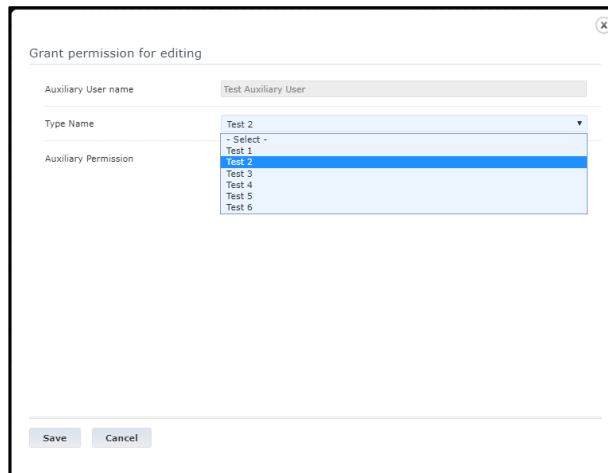 X
Grant permission for editing
Auxiliary User name
Test Auxiliary User
Type Name
Test 2
- Select -
Test 1
Test 2
Test 3
Test 4
Test 5
Test 6
Auxiliary Permission
Save
Cancel